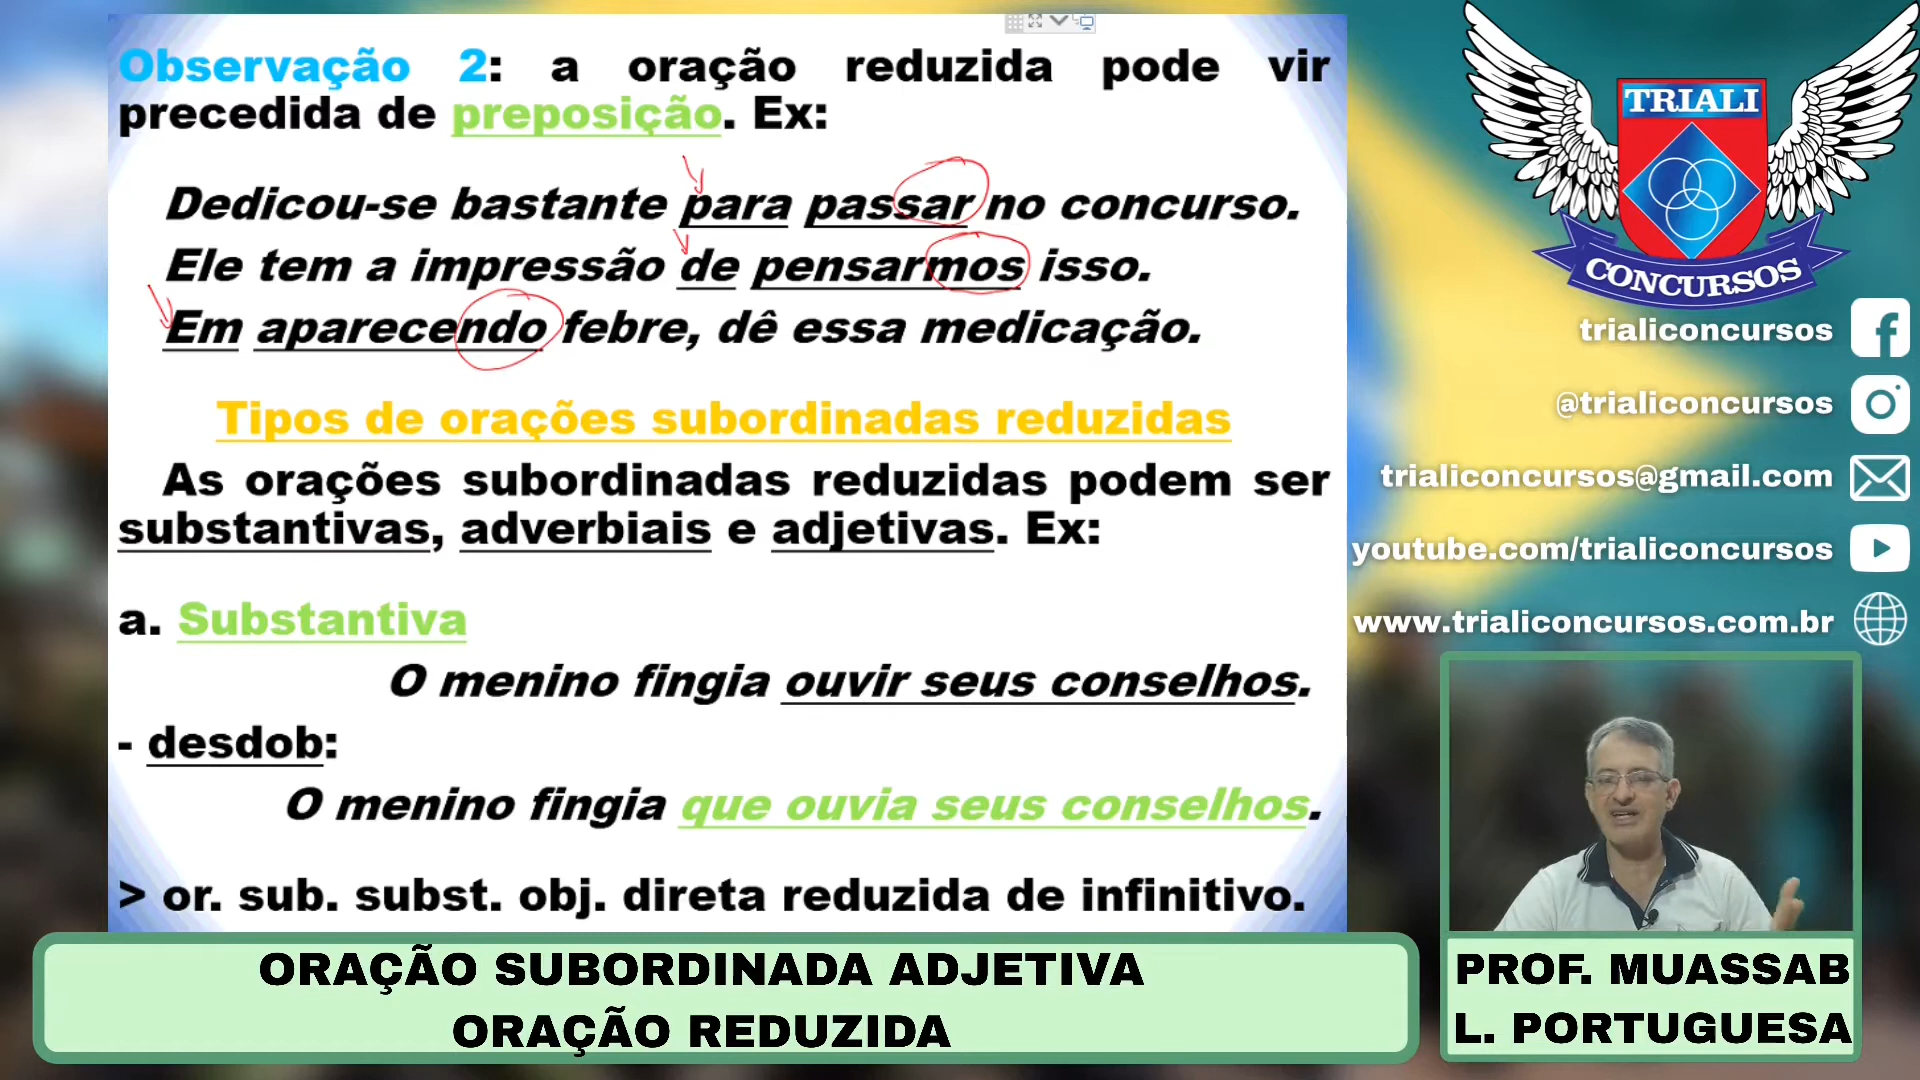 Observação 2: a oração reduzida pode vir
precedida de preposição. Ex:
Dedicou-se bastante para passar no concurso.
Ele tem a impressão de pensarmos isso.
Em aparecendo febre, dê essa medicação.
Tipos de orações subordinadas reduzidas
As orações subordinadas reduzidas podem ser
substantivas, adverbiais e adjetivas. Ex:
a. Substantiva
O menino fingia ouvir seus conselhos.
- desdob:
O menino fingia que ouvia seus conselhos.
> or. sub. subst. obj. direta reduzida de infinitivo.
TRIALI
CONCURSOS
trialiconcursos
@trialiconcursos
trialiconcursos@gmail.com
youtube.com/trialiconcursos
www.trialiconcursos.com.br
ORAÇÃO SUBORDINADA ADJETIVA
ORAÇÃO REDUZIDA
PROF. MUASSAB
L. PORTUGUESA